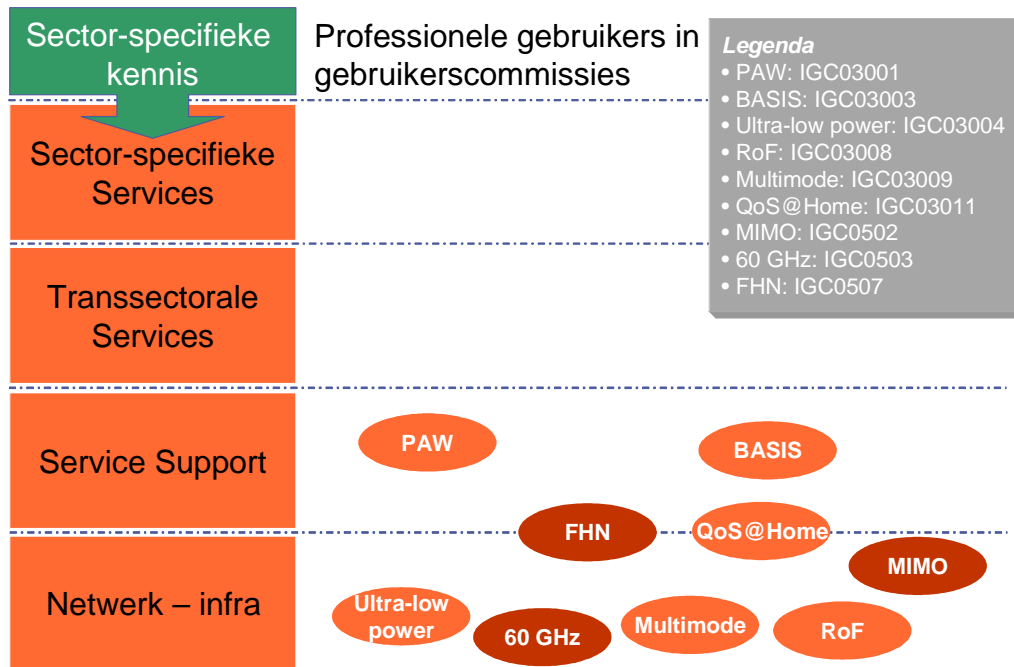 Sector-specifieke
kennis
Professionele gebruikers in
gebruikerscommissies
Legenda
• PAW: IGC03001
• BASIS: IGC03003
• Ultra-low power: IGC03004
• RoF: IGC03008
• Multimode: IGC03009
• QoS@Home: IGC03011
• MIMO: IGC0502
• 60 GHz: IGC0503
• FHN: IGC0507
Sector-specifieke
Services
Transsectorale
Services
Service Support
PAW
BASIS
FHN
QoS@Home
MIMO
Netwerk – infra
Ultra-low
power
60 GHz
Multimode
RoF